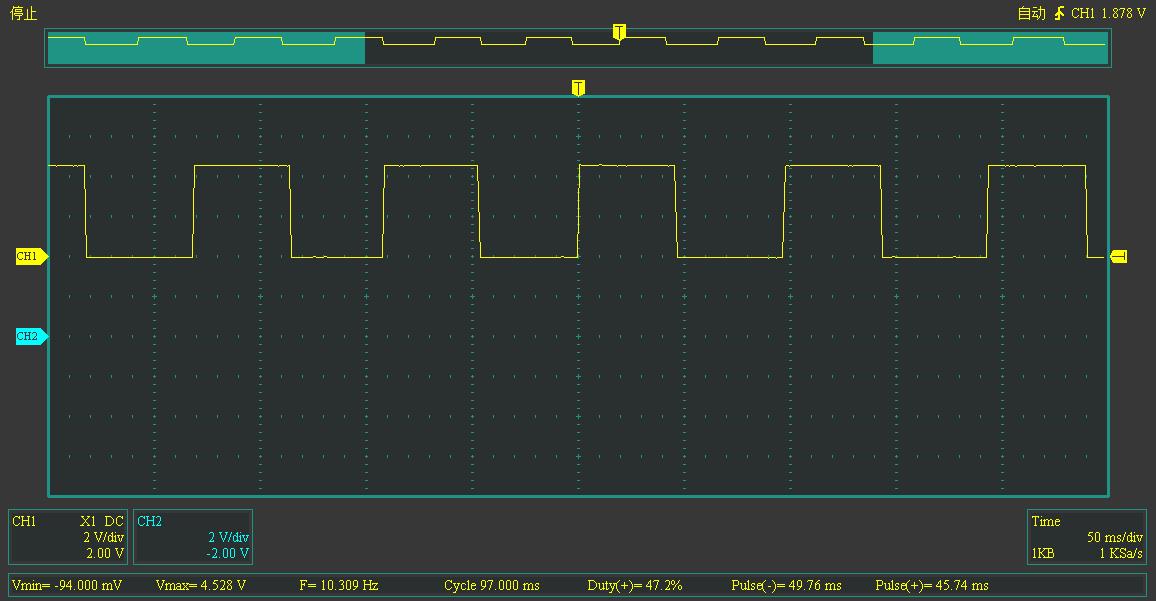 停止
自动 CH1 1.878 V
T
T
CH1
CH2
CH1 X1 DC
2 V/div
2.00 V
CH2
2 V/div
-2.00 V
Time
50 ms/div
1KB 1 KSa/s
Vmin= -94.000 mV Vmax= 4.528 V F= 10.309 Hz Cycle 97.000 ms Duty(+)= 47.2% Pulse(-)= 49.76 ms Pulse(+)= 45.74 ms